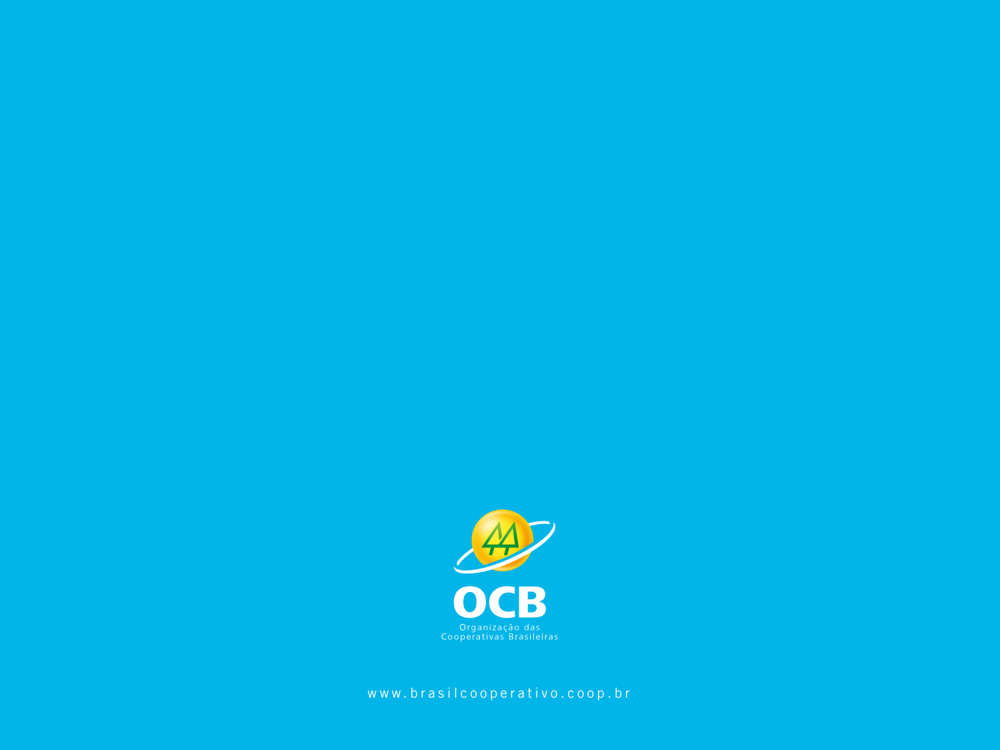 OCB
Organização das
Cooperativas Brasileiras
www.brasilcooperativo.coop.br